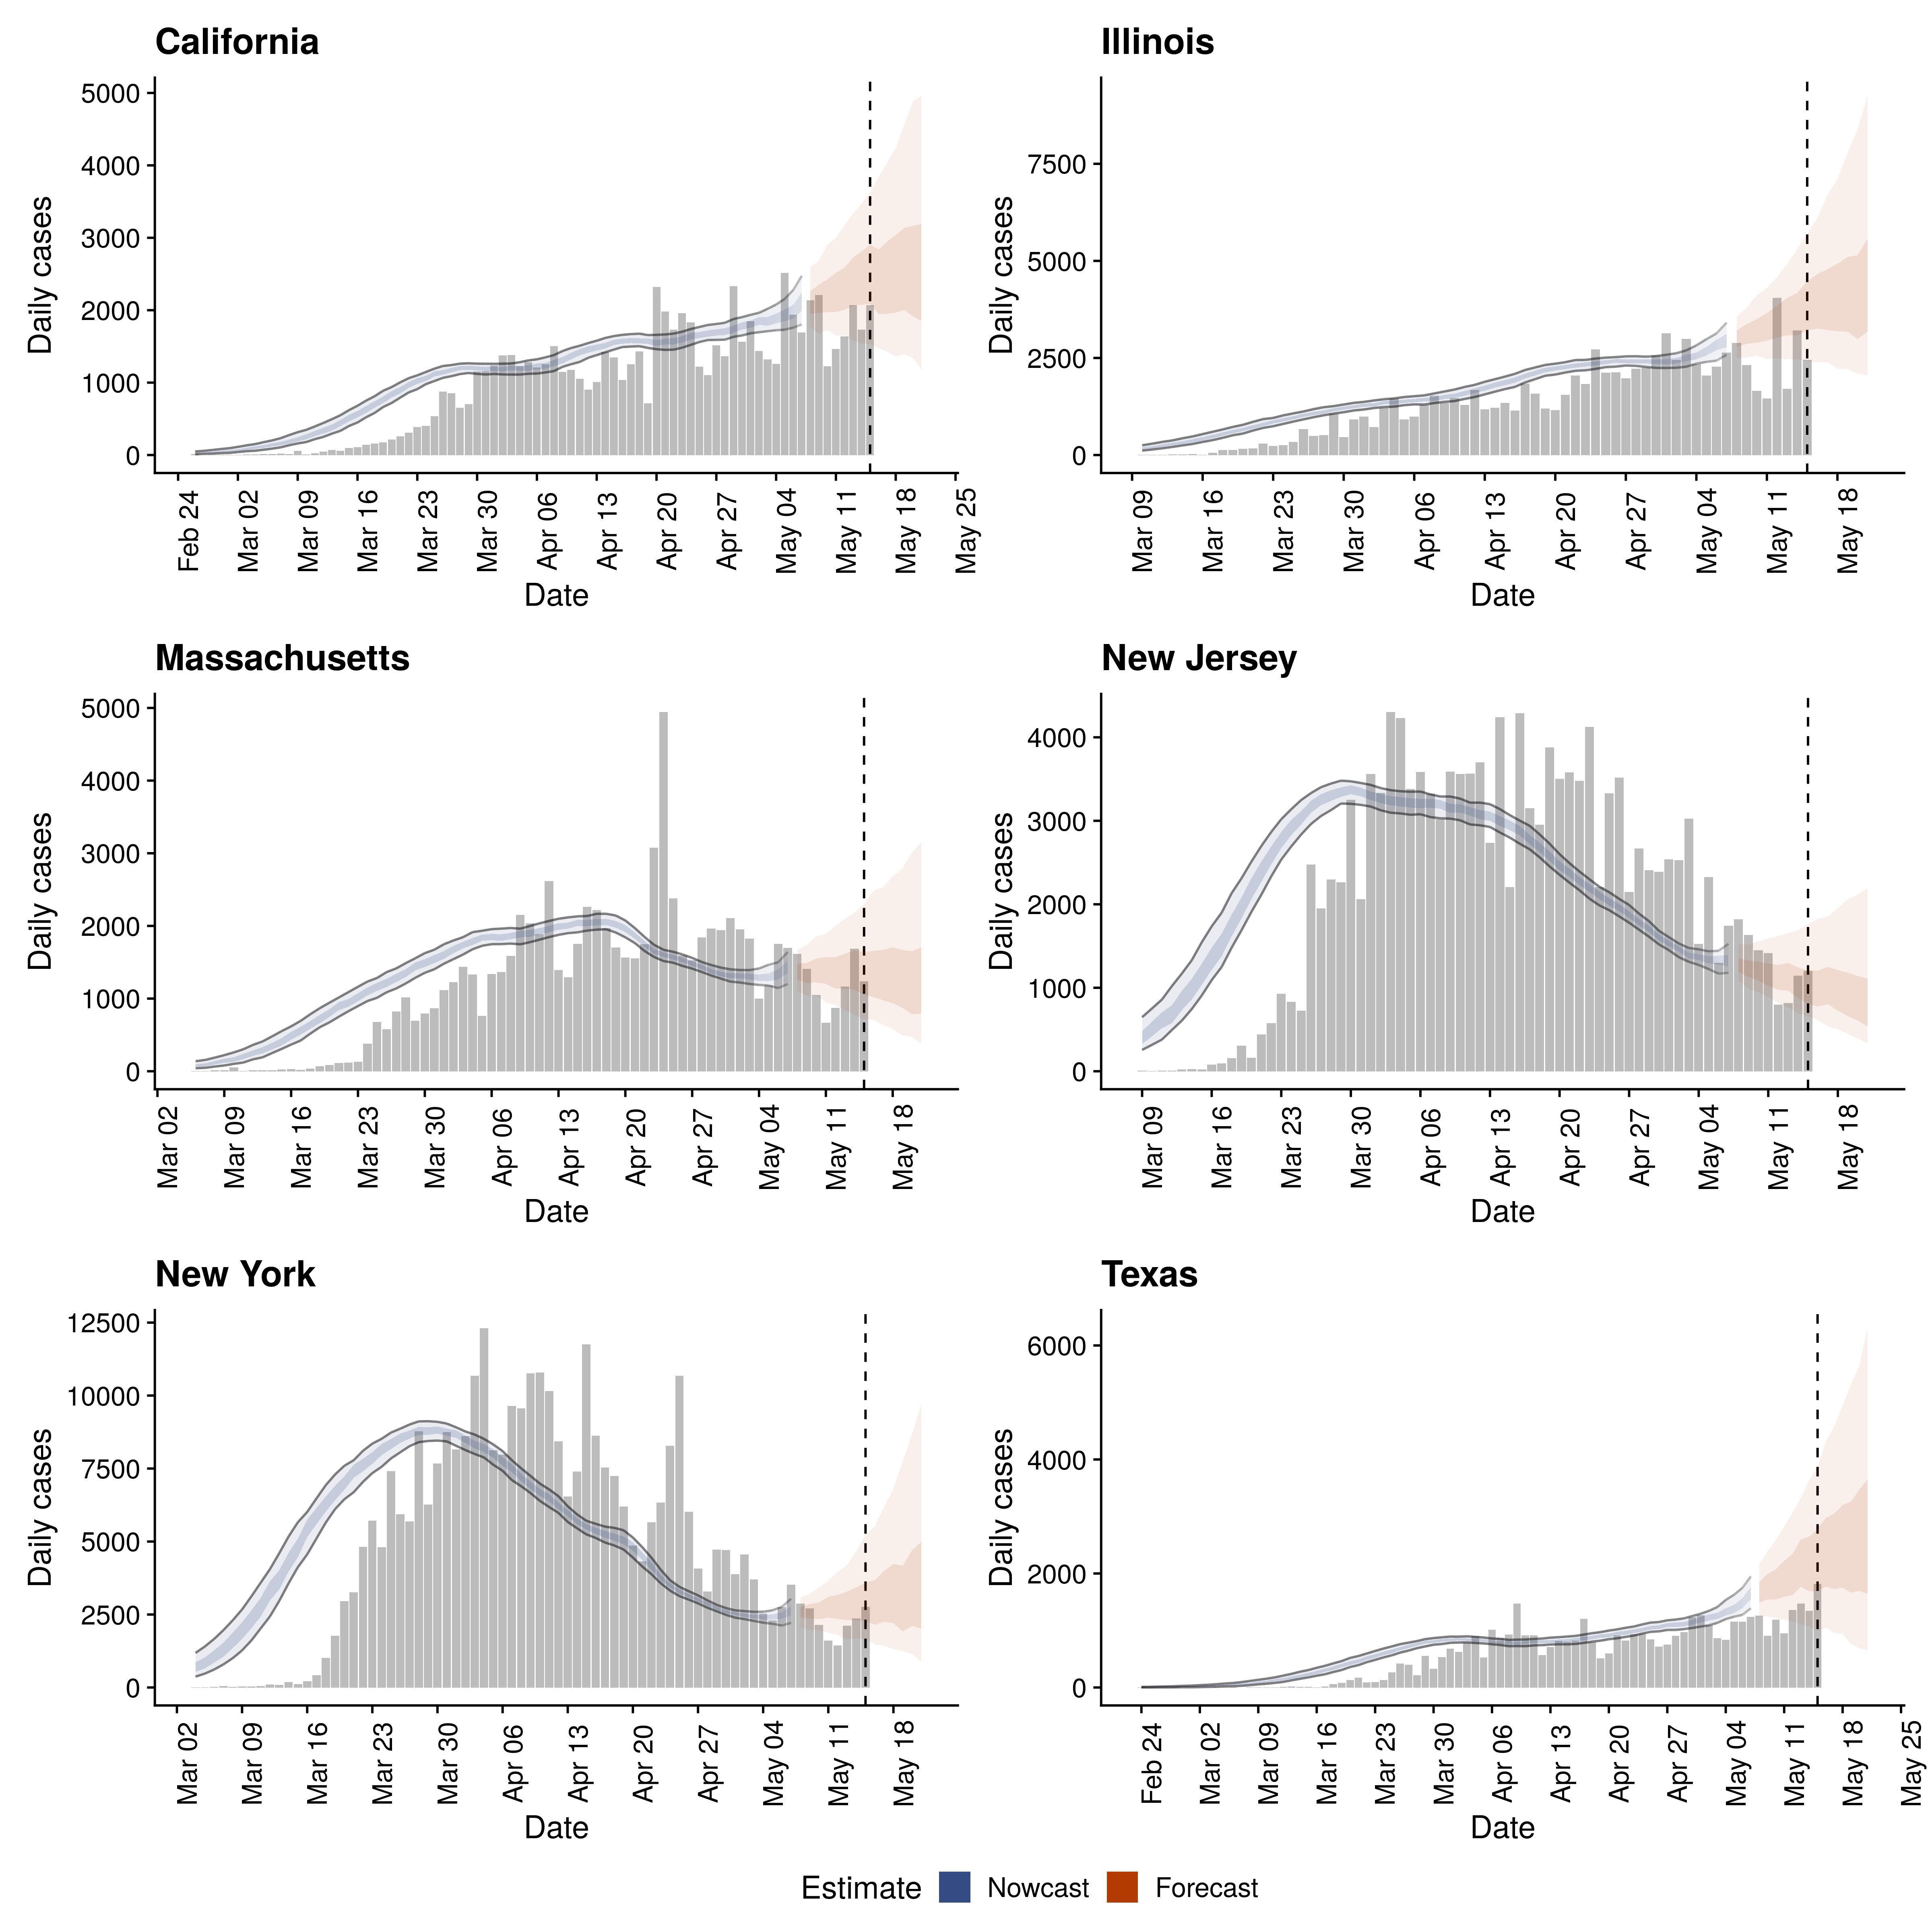 California
Daily cases
5000
4000
3000
2000
1000
0
Feb 24
Mar 02
Mar 09
Mar 16
Mar 23
Mar 30
Apr 06
Apr 13
Apr 20
Apr 27
May 04
May 11
May 18
May 25
Date
Illinois
Daily cases
7500
5000
2500
0
Mar 09
Mar 16
Mar 23
Mar 30
Apr 06
Apr 13
Apr 20
Apr 27
May 04
May 11
May 18
Date
Massachusetts
Daily cases
5000
4000
3000
2000
1000
0
Mar 02
Mar 09
Mar 16
Mar 23
Mar 30
Apr 06
Apr 13
Apr 20
Apr 27
May 04
May 11
May 18
Date
New Jersey
Daily cases
4000
3000
2000
1000
0
Mar 09
Mar 16
Mar 23
Mar 30
Apr 06
Apr 13
Apr 20
Apr 27
May 04
May 11
May 18
Date
New York
Daily cases
12500
10000
7500
5000
2500
0
Mar 02
Mar 09
Mar 16
Mar 23
Mar 30
Apr 06
Apr 13
Apr 20
Apr 27
May 04
May 11
May 18
Date
Texas
Daily cases
6000
4000
2000
0
Feb 24
Mar 02
Mar 09
Mar 16
Mar 23
Mar 30
Apr 06
Apr 13
Apr 20
Apr 27
May 04
May 11
May 18
May 25
Date
Estimate Nowcast Forecast